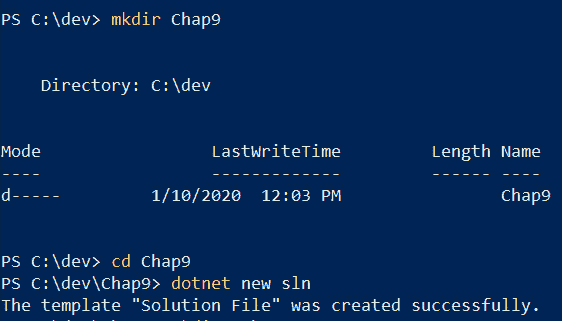 PS C:\dev> mkdir Chap9
Directory: C:\dev
Mode LastWriteTime Length Name
---- ------------- ------ ----
d----- 1/10/2020 12:03 PM Chap9
PS C:\dev> cd Chap9
PS C:\dev\Chap9> dotnet new sln
The template "Solution File" was created successfully.